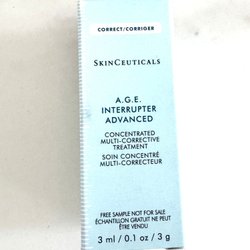 CORRECT/CORRIGER
SKINCEUTICALS
A.G.E.
INTERRUPTER
ADVANCED
CONCENTRATED
MULTI-CORRECTIVE
TREATMENT
SOIN CONCENTRÉ
MULTI-CORRECTEUR
FREE SAMPLE NOT FOR SALE
ÉCHANTILLON GRATUIT NE PEUT
ÊTRE VENDU
3 ml / 0.1 oz / 3 g